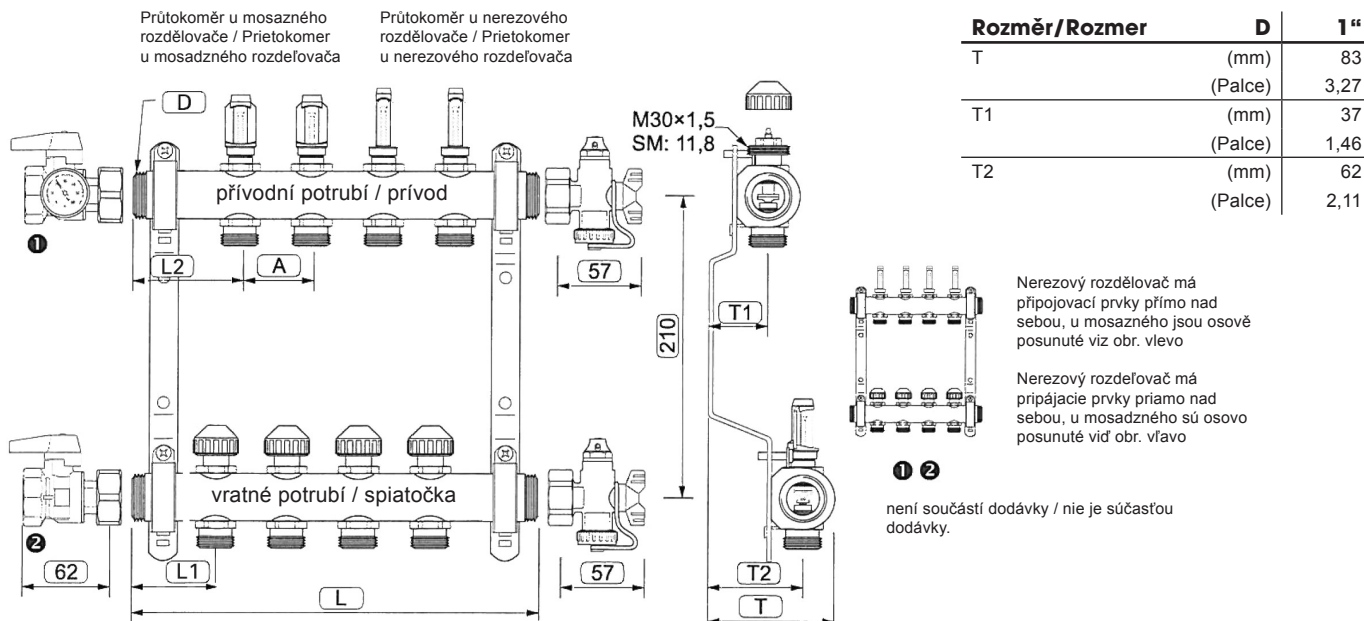 Průtokoměr u mosazného
rozdělovače / Prietokomer
u mosadzného rozdeľovača
Průtokoměr u nerezového
rozdělovače / Prietokomer
u nerezového rozdeľovača
Rozměr/Rozmer D 1“
T (mm) 83
(Palce) 3,27
T1 (mm) 37
(Palce) 1,46
T2 (mm) 62
(Palce) 2,11
D
M30×1,5
SM: 11,8
přívodní potrubí / prívod
❶
L2
A
57
T1
210
Nerezový rozdělovač má
připojovací prvky přímo nad
sebou, u mosazného jsou osově
posunuté viz obr. vlevo
Nerezový rozdeľovač má
pripájacie prvky priamo nad
sebou, u mosadzného sú osovo
posunuté viď obr. vľavo
❶ ❷
není součástí dodávky / nie je súčasťou
dodávky.
vratné potrubí / spiatočka
❷
62
L1
57
T2
L
T